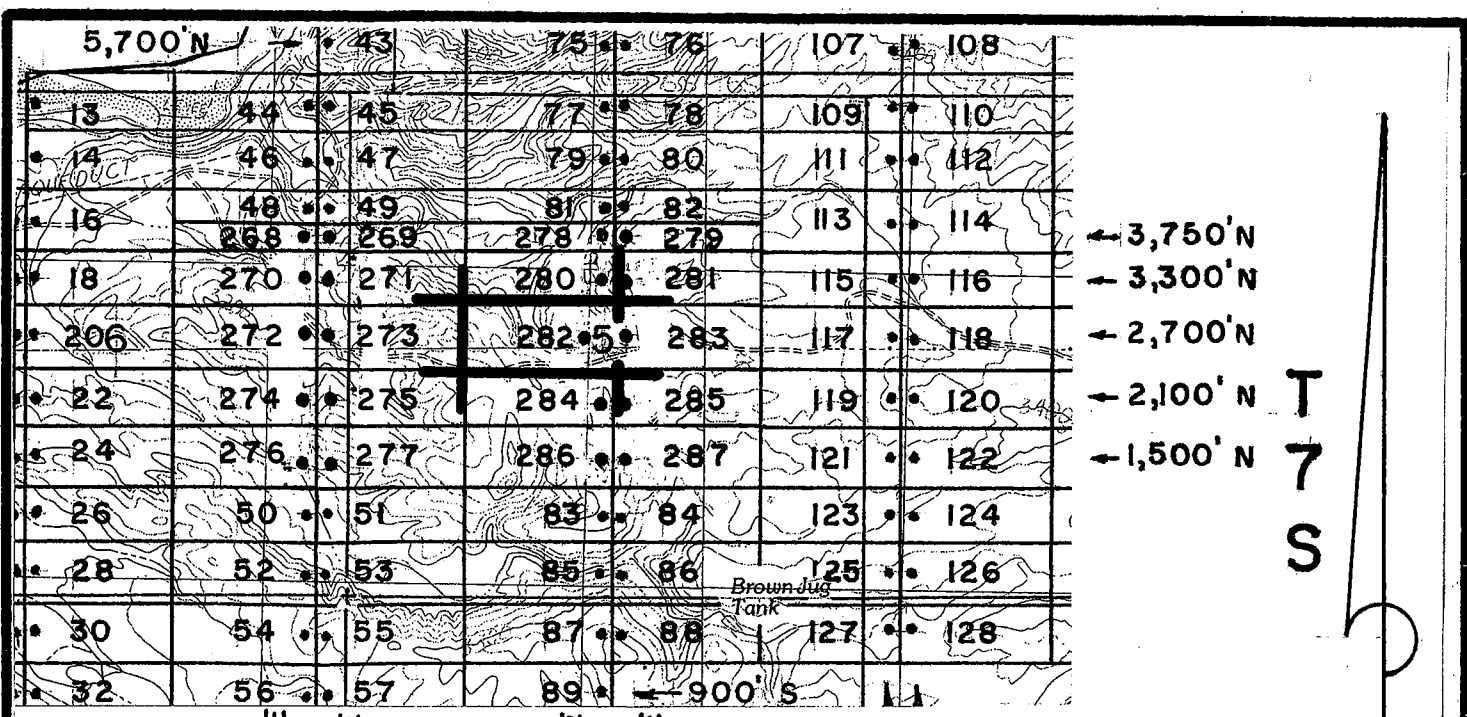 5,700'N 43 75 76 107 108
13 44 45 77 78 109 110
14 46 47 79 80 111 112
AQUEDUCT
16 48 49 81 82 113 114
268 269 278 279 ← 3,750'N
18 270 271 280 281 115 116 ← 3,300'N
206 272 273 282 5 283 117 118 ← 2,700'N
22 274 275 284 285 119 120 ← 2,100' N
24 276 277 286 287 121 122 ← 1,500' N
T
7
S
26 50 51 83 84 123 124
28 52 53 85 86 125 126
Brown Jug
Tank
30 54 55 87 88 127 128
32 56 57 89 ← 900' S